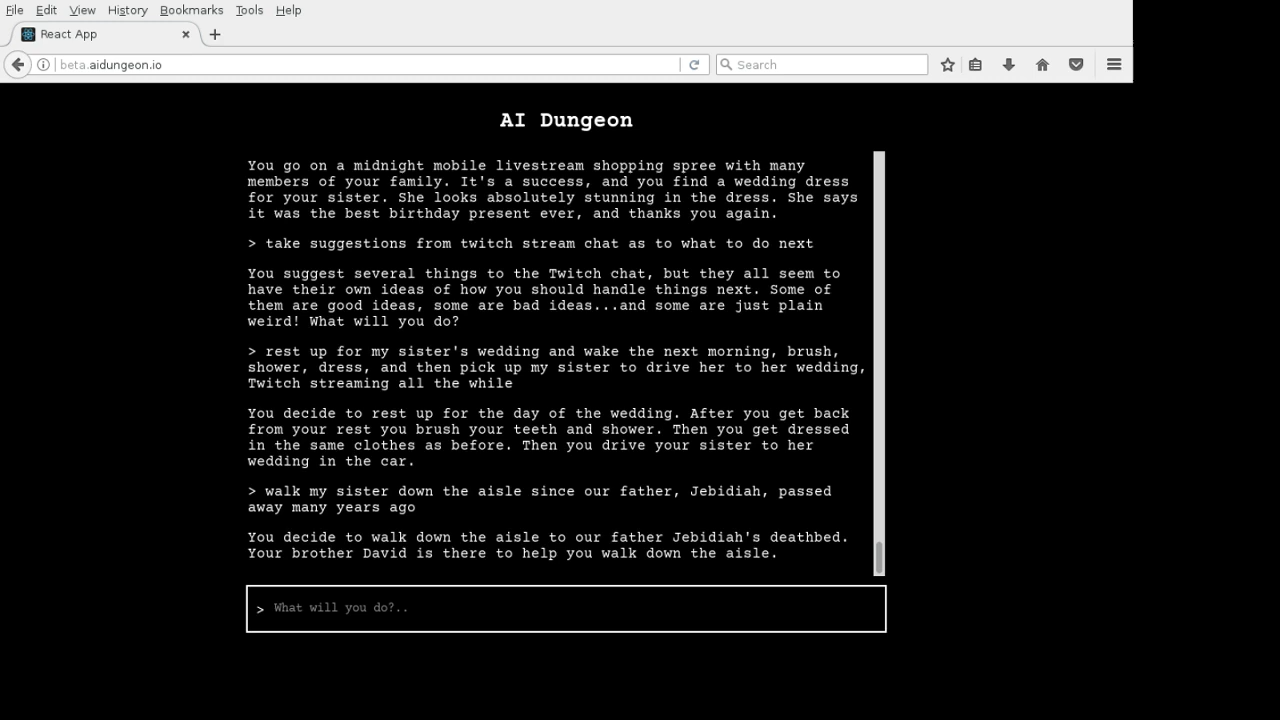 File Edit View History Bookmarks Tools Help
React App
beta.aidungeon.io
Search
AI Dungeon
You go on a midnight mobile livestream shopping spree with many
members of your family. It's a success, and you find a wedding dress
for your sister. She looks absolutely stunning in the dress. She says
it was the best birthday present ever, and thanks you again.
> take suggestions from twitch stream chat as to what to do next
You suggest several things to the Twitch chat, but they all seem to
have their own ideas of how you should handle things next. Some of
them are good ideas, some are bad ideas...and some are just plain
weird! What will you do?
> rest up for my sister's wedding and wake the next morning, brush,
shower, dress, and then pick up my sister to drive her to her wedding,
Twitch streaming all the while
You decide to rest up for the day of the wedding. After you get back
from your rest you brush your teeth and shower. Then you get dressed
in the same clothes as before. Then you drive your sister to her
wedding in the car.
> walk my sister down the aisle since our father, Jebidiah, passed
away many years ago
You decide to walk down the aisle to our father Jebidiah's deathbed.
Your brother David is there to help you walk down the aisle.
> What will you do?..